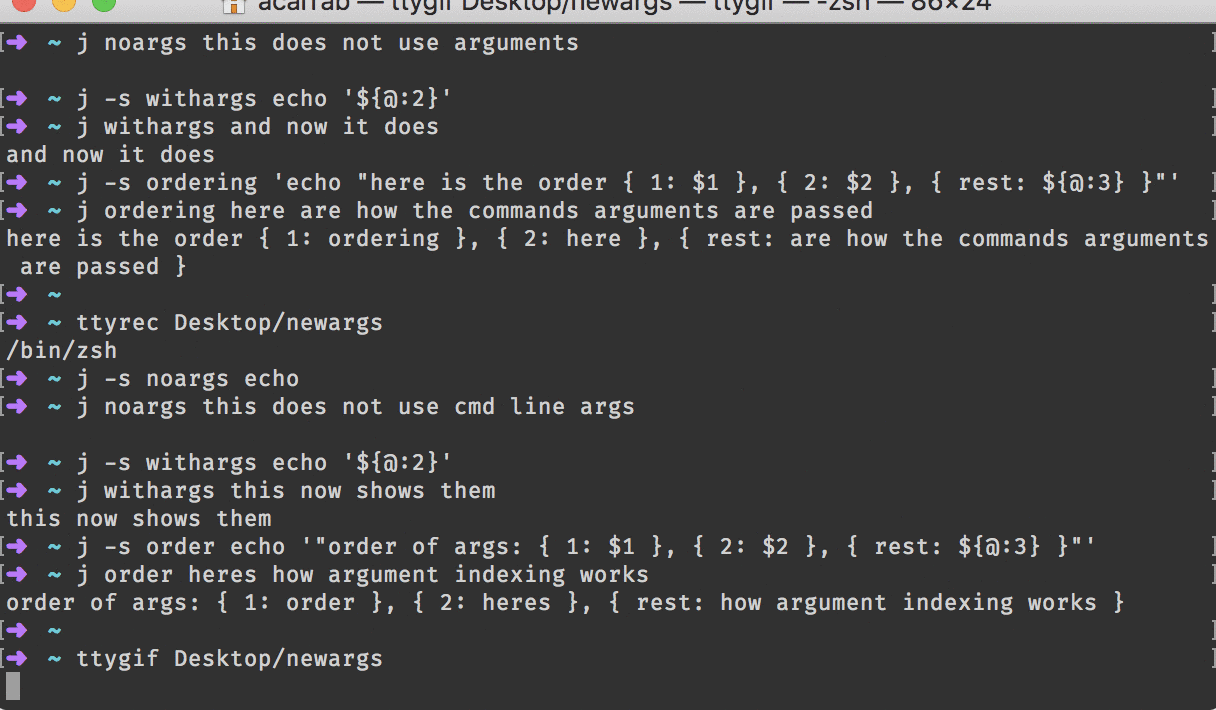 acarrab — ttygif Desktop/newargs — ttygif — -zsh — 86×24
[➜ ~ j noargs this does not use arguments ]
[➜ ~ j -s withargs echo '${@:2}' ]
[➜ ~ j withargs and now it does ]
and now it does
[➜ ~ j -s ordering 'echo "here is the order { 1: $1 }, { 2: $2 }, { rest: ${@:3} }"' ]
[➜ ~ j ordering here are how the commands arguments are passed ]
here is the order { 1: ordering }, { 2: here }, { rest: are how the commands arguments
 are passed }
[➜ ~ ]
[➜ ~ ttyrec Desktop/newargs ]
/bin/zsh
[➜ ~ j -s noargs echo ]
[➜ ~ j noargs this does not use cmd line args ]
[➜ ~ j -s withargs echo '${@:2}' ]
[➜ ~ j withargs this now shows them ]
this now shows them
[➜ ~ j -s order echo '"order of args: { 1: $1 }, { 2: $2 }, { rest: ${@:3} }"' ]
[➜ ~ j order heres how argument indexing works ]
order of args: { 1: order }, { 2: heres }, { rest: how argument indexing works }
[➜ ~ ]
[➜ ~ ttygif Desktop/newargs ]